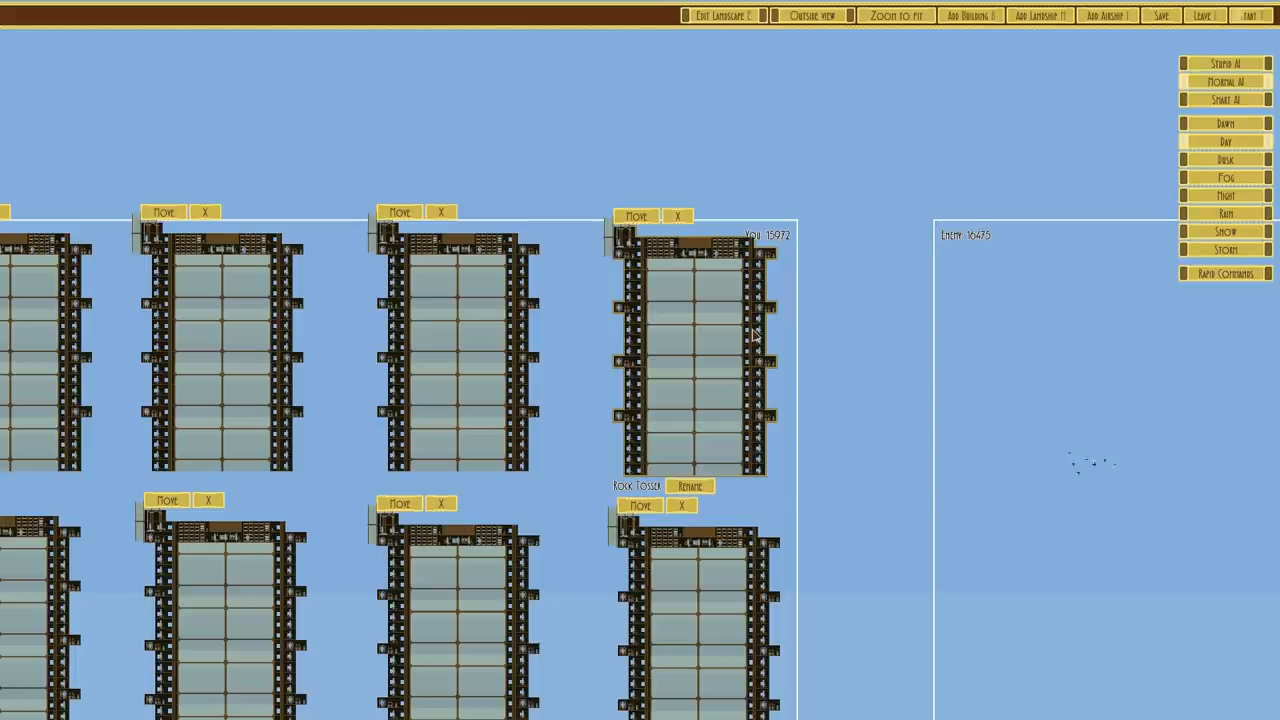 Edit Landscape E
Outside view
Zoom to fit
Add Building B
Add Landship N
Add Airship I
Save
Leave
tart
Stupid AI
Normal AI
Smart AI
Dawn
Day
Dusk
Fog
Night
Rain
Snow
Storm
Rapid Commands
Move X
Move X
Move X
You: 15972
Enemy: 16475
Rock Tosser Rename
Move X
Move X
Move X